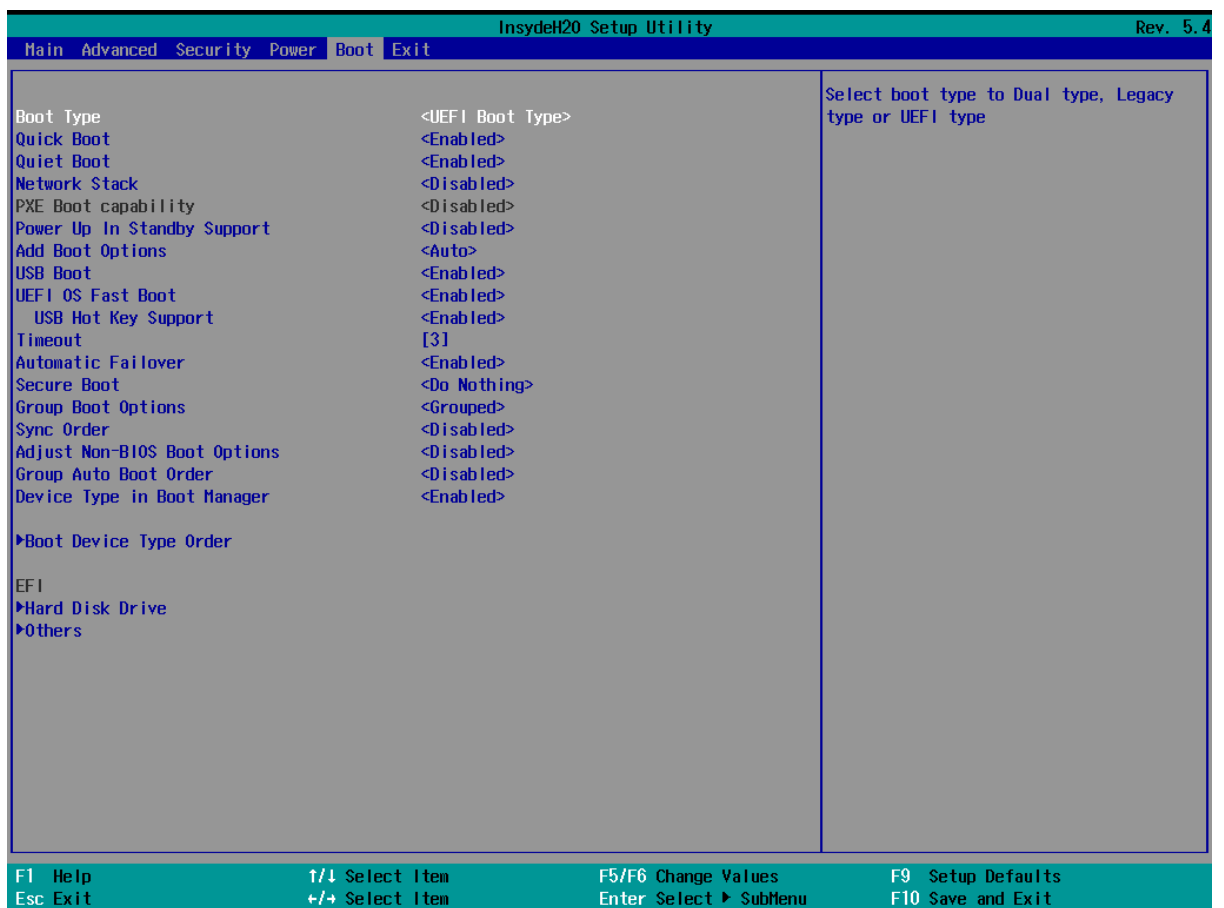 InsydeH20 Setup Utility Rev. 5.4
Main Advanced Security Power Boot Exit
Select boot type to Dual type, Legacy
type or UEFI type
Boot Type <UEFI Boot Type>
Quick Boot <Enabled>
Quiet Boot <Enabled>
Network Stack <Disabled>
PXE Boot capability <Disabled>
Power Up In Standby Support <Disabled>
Add Boot Options <Auto>
USB Boot <Enabled>
UEFI OS Fast Boot <Enabled>
USB Hot Key Support <Enabled>
Timeout [3]
Automatic Failover <Enabled>
Secure Boot <Do Nothing>
Group Boot Options <Grouped>
Sync Order <Disabled>
Adjust Non-BIOS Boot Options <Disabled>
Group Auto Boot Order <Disabled>
Device Type in Boot Manager <Enabled>
▶Boot Device Type Order
EFI
▶Hard Disk Drive
▶Others
F1 Help ↑/↓ Select Item F5/F6 Change Values F9 Setup Defaults
Esc Exit ←/→ Select Item Enter Select ▶ SubMenu F10 Save and Exit